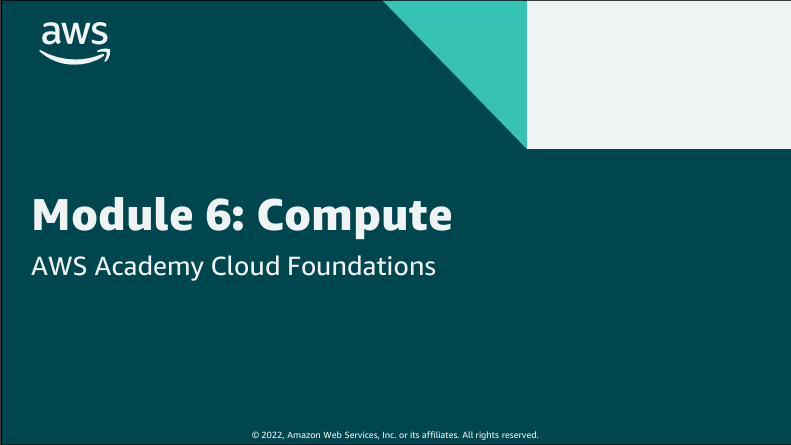 aws
Module 6: Compute
AWS Academy Cloud Foundations
© 2022, Amazon Web Services, Inc. or its affiliates. All rights reserved.